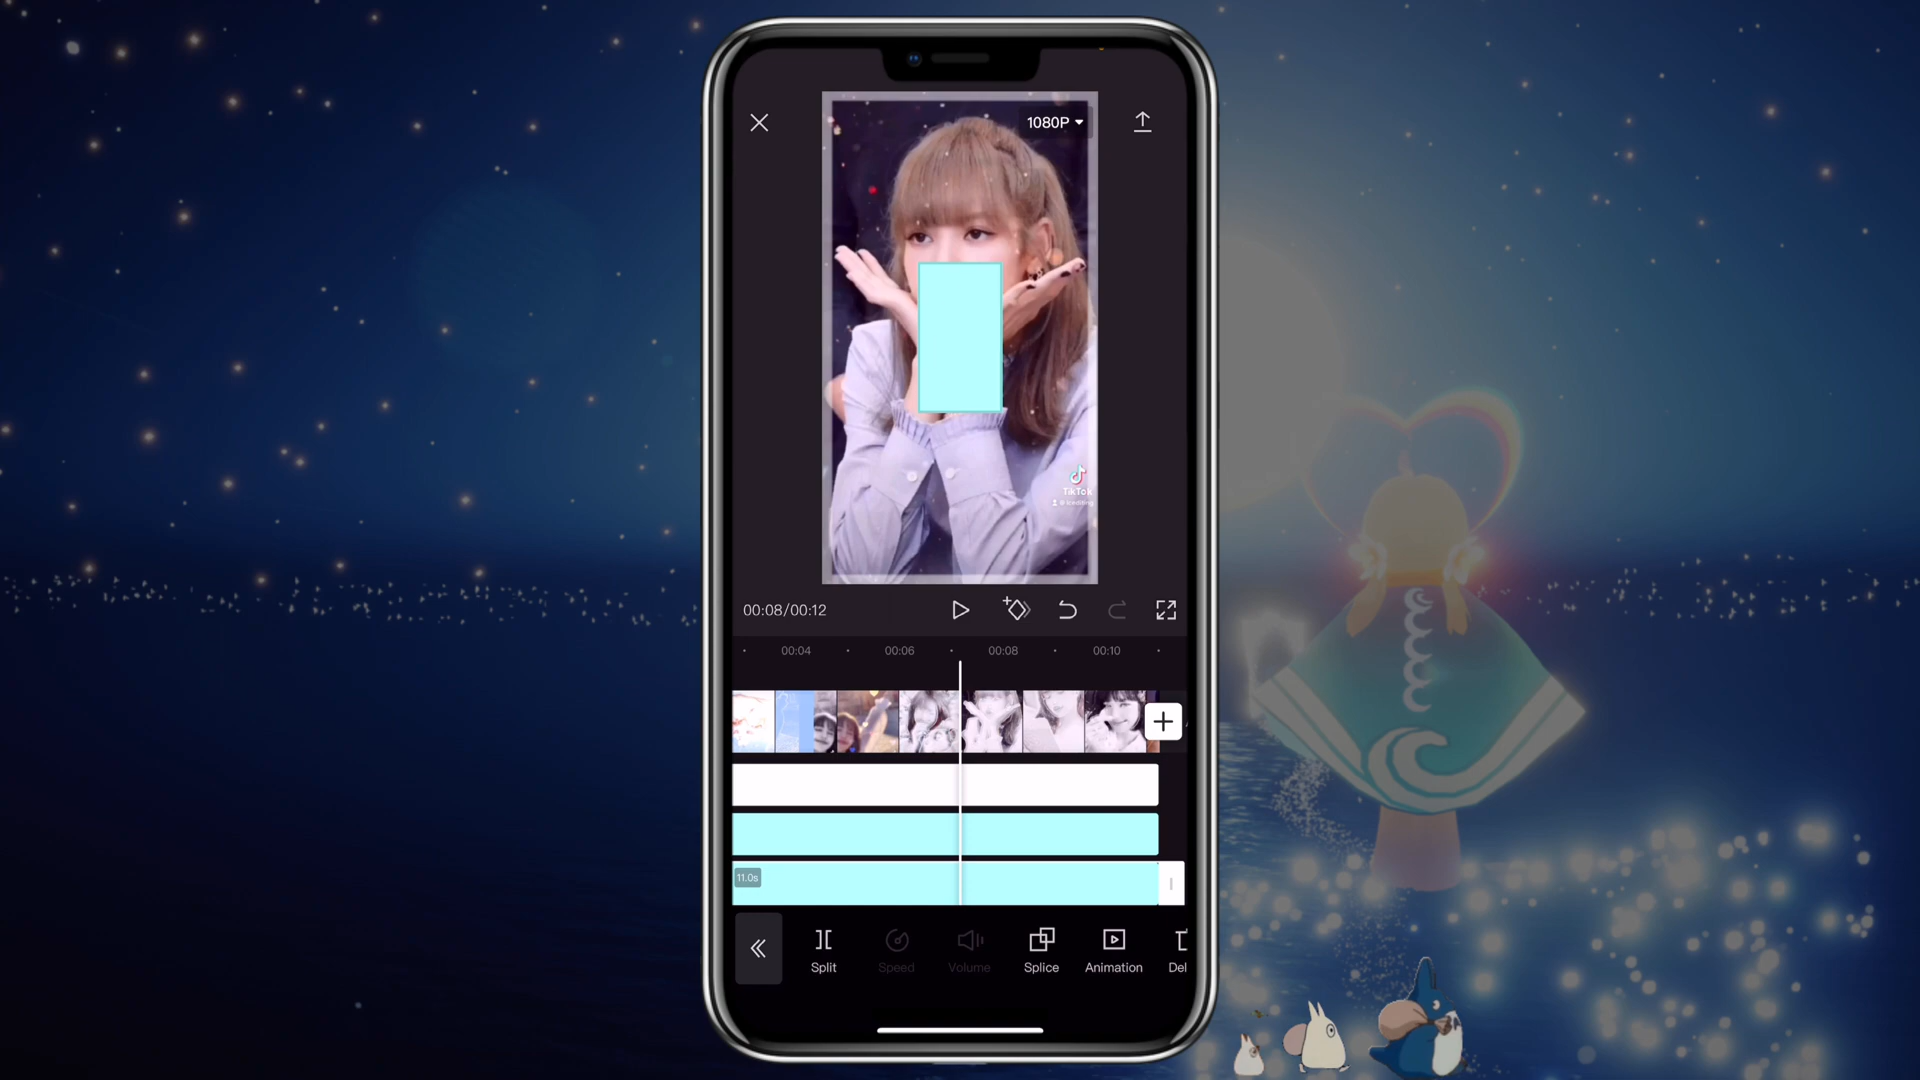 1080P
TikTok
00:08/00:12
00:04 00:06 00:08 00:10
11.0s
Split Speed Volume Splice Animation Del